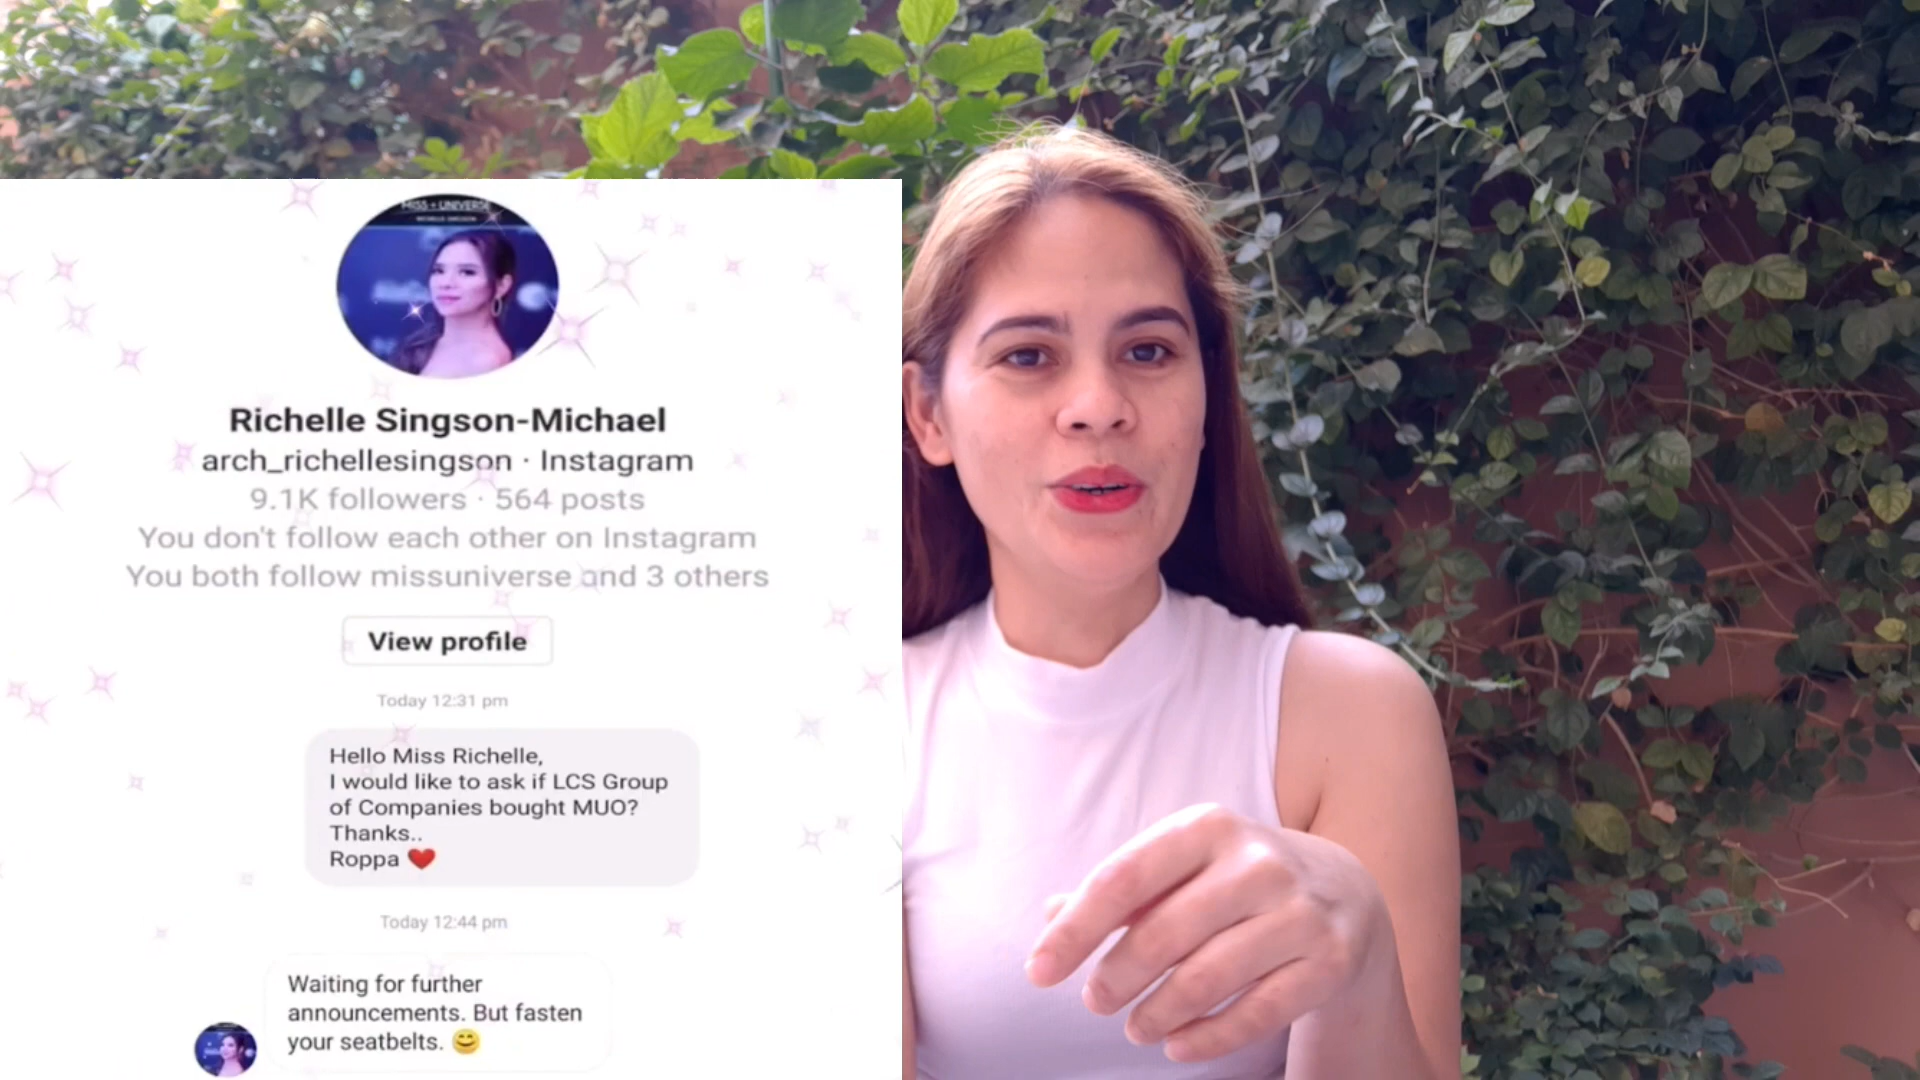 MISS + UNIVERSE
Richelle Singson-Michael
arch_richellesingson · Instagram
9.1K followers · 564 posts
You don't follow each other on Instagram
You both follow missuniverse and 3 others
View profile
Today 12:31 pm
Hello Miss Richelle,
I would like to ask if LCS Group
of Companies bought MUO?
Thanks..
Roppa ❤️
Today 12:44 pm
Waiting for further
announcements. But fasten
your seatbelts. 😊